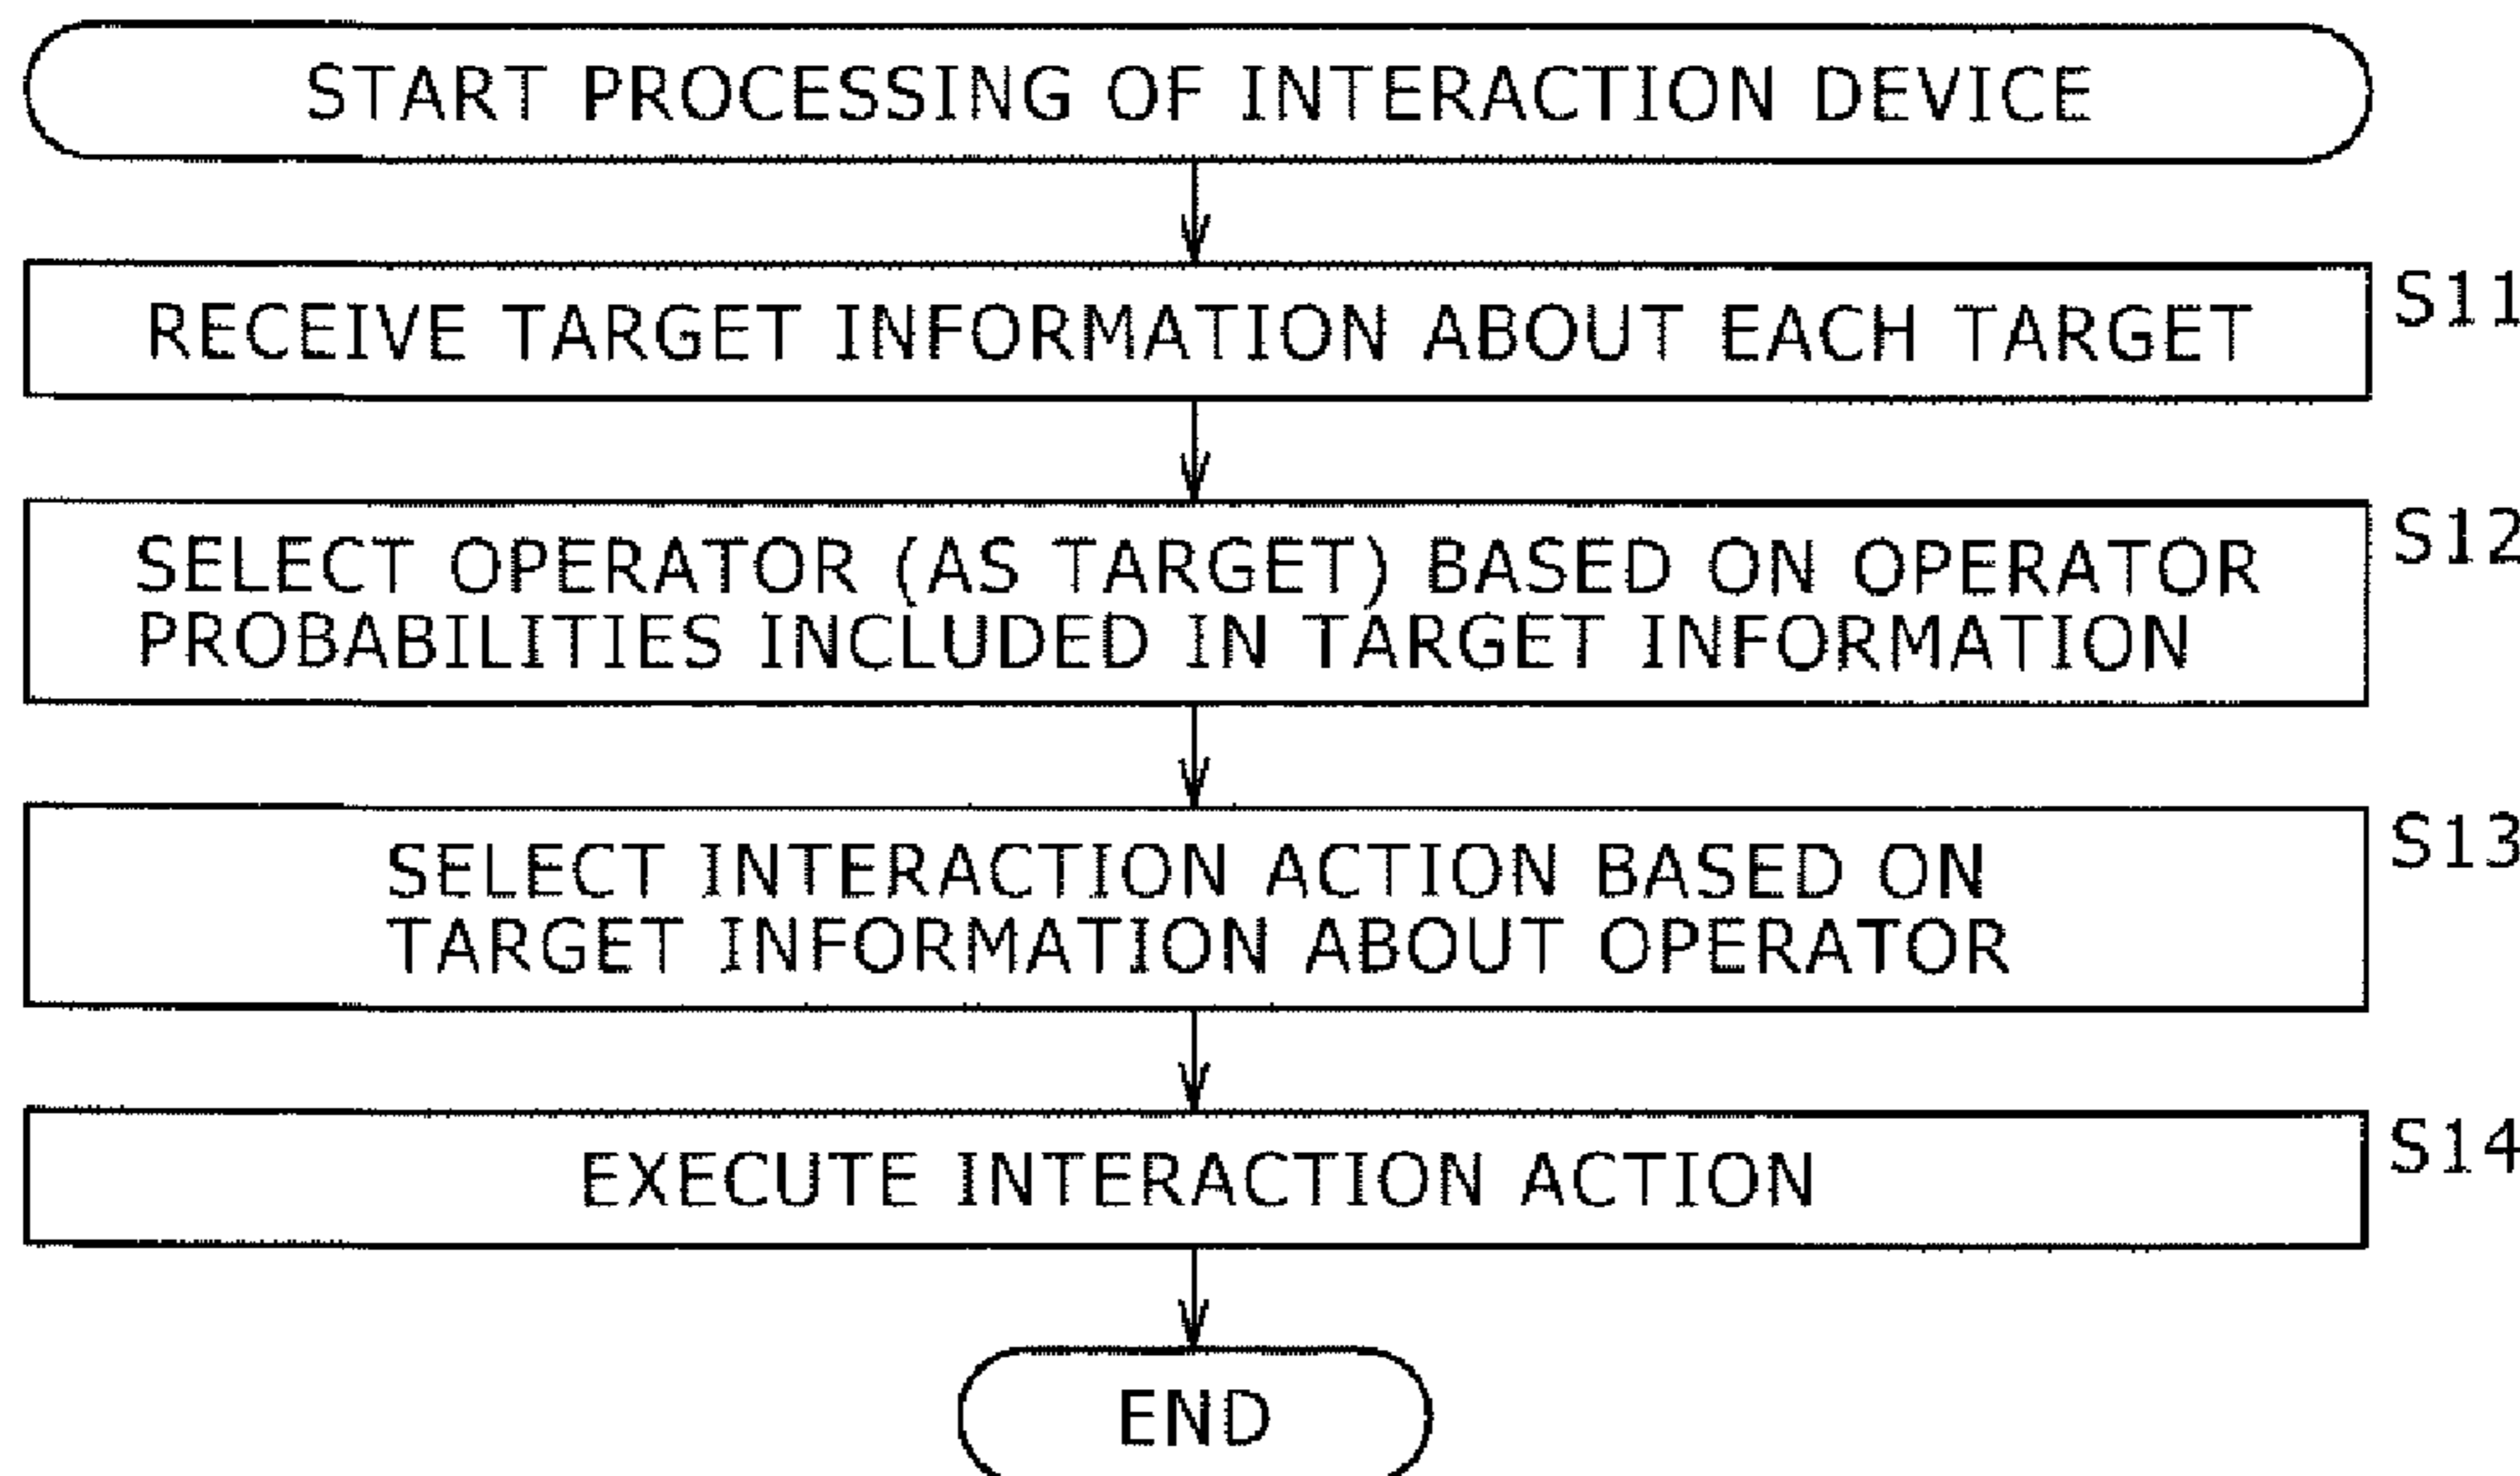 START PROCESSING OF INTERACTION DEVICE
RECEIVE TARGET INFORMATION ABOUT EACH TARGET
S11
SELECT OPERATOR (AS TARGET) BASED ON OPERATOR
PROBABILITIES INCLUDED IN TARGET INFORMATION
S12
SELECT INTERACTION ACTION BASED ON
TARGET INFORMATION ABOUT OPERATOR
S13
EXECUTE INTERACTION ACTION
S14
END